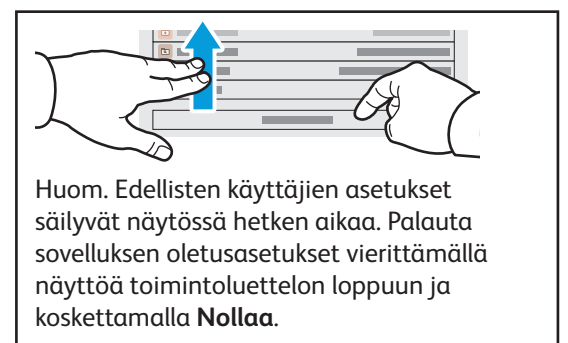 Huom. Edellisten käyttäjien asetukset
säilyvät näytössä hetken aikaa. Palauta
sovelluksen oletusasetukset vierittämällä
näyttöä toimintoluettelon loppuun ja
koskettamalla Nollaa.